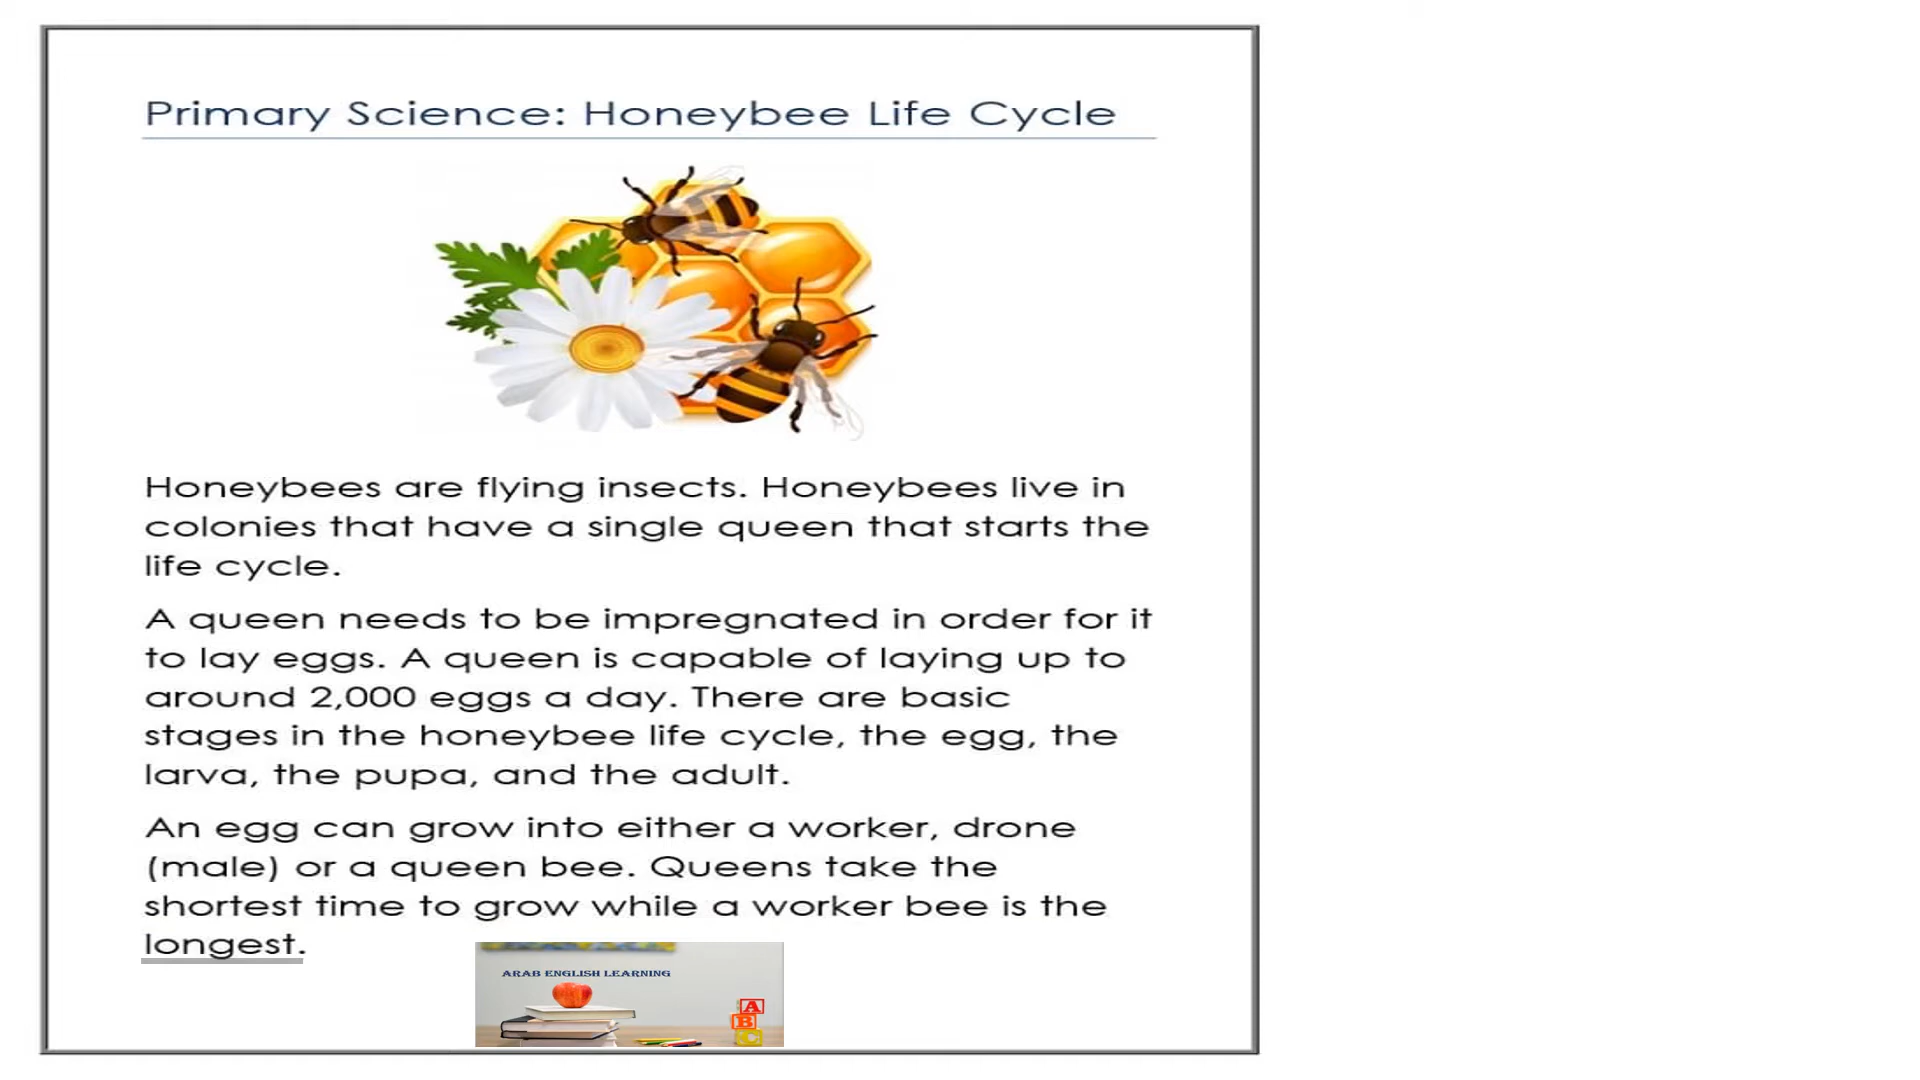 Primary Science: Honeybee Life Cycle
Honeybees are flying insects. Honeybees live in
colonies that have a single queen that starts the
life cycle.
A queen needs to be impregnated in order for it
to lay eggs. A queen is capable of laying up to
around 2,000 eggs a day. There are basic
stages in the honeybee life cycle, the egg, the
larva, the pupa, and the adult.
An egg can grow into either a worker, drone
(male) or a queen bee. Queens take the
shortest time to grow while a worker bee is the
longest.
ARAB ENGLISH LEARNING
A
B
C